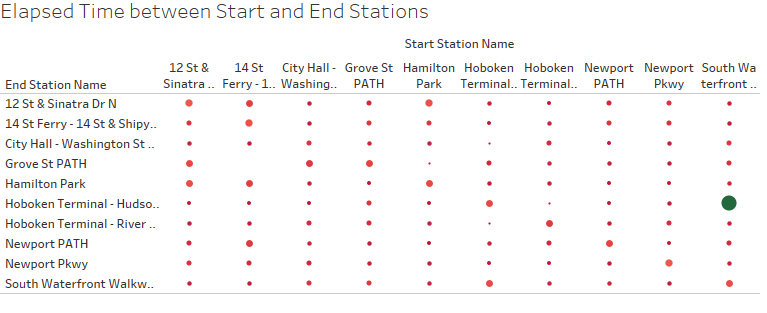 Elapsed Time between Start and End Stations
Start Station Name
12 St & Sinatra .. 14 St Ferry - 1.. City Hall - Washing.. Grove St PATH Hamilton Park Hoboken Terminal.. Hoboken Terminal.. Newport PATH Newport Pkwy South Wa terfront ..
End Station Name
12 St & Sinatra Dr N
14 St Ferry - 14 St & Shipy..
City Hall - Washington St ..
Grove St PATH
Hamilton Park
Hoboken Terminal - Hudso..
Hoboken Terminal - River ..
Newport PATH
Newport Pkwy
South Waterfront Walkw..